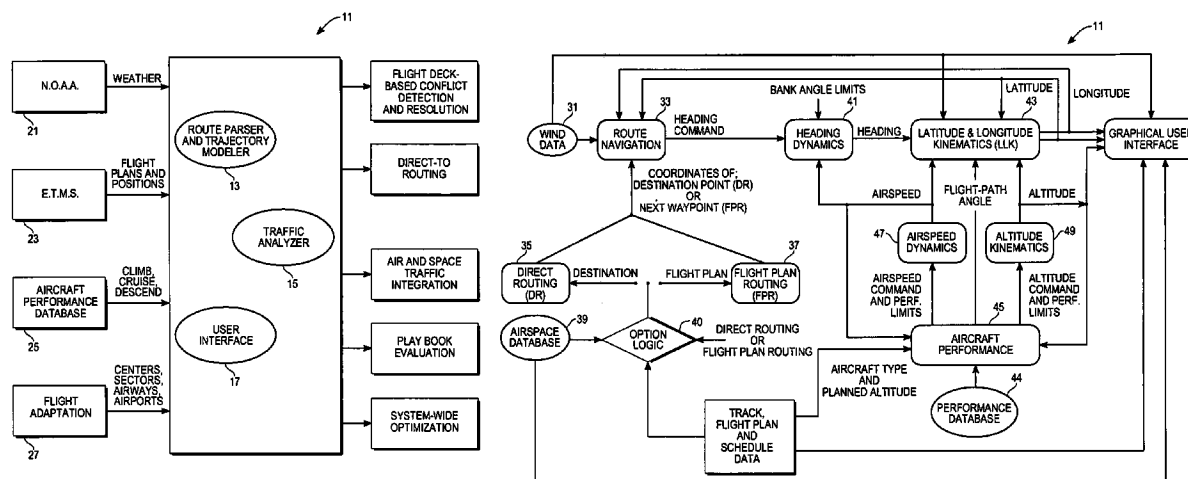 11
N.O.A.A.
21
WEATHER
E.T.M.S.
23
FLIGHT
PLANS AND
POSITIONS
AIRCRAFT
PERFORMANCE
DATABASE
25
CLIMB,
CRUISE,
DESCEND
FLIGHT
ADAPTATION
27
CENTERS,
SECTORS,
AIRWAYS,
AIRPORTS
ROUTE PARSER
AND TRAJECTORY
MODELER
13
TRAFFIC
ANALYZER
15
USER
INTERFACE
17
FLIGHT DECK-
BASED CONFLICT
DETECTION
AND RESOLUTION
DIRECT-TO
ROUTING
AIR AND SPACE
TRAFFIC
INTEGRATION
PLAY BOOK
EVALUATION
SYSTEM-WIDE
OPTIMIZATION
11
31
WIND
DATA
33
ROUTE
NAVIGATION
HEADING
COMMAND
BANK ANGLE LIMITS
41
HEADING
DYNAMICS
HEADING
LATITUDE
43
LONGITUDE
LATITUDE & LONGITUDE
KINEMATICS (LLK)
GRAPHICAL USER
INTERFACE
COORDINATES OF:
DESTINATION POINT (DR)
OR
NEXT WAYPOINT (FPR)
AIRSPEED
FLIGHT-PATH
ANGLE
ALTITUDE
47
AIRSPEED
DYNAMICS
ALTITUDE
KINEMATICS
49
35
DIRECT
ROUTING
(DR)
DESTINATION
FLIGHT PLAN
37
FLIGHT PLAN
ROUTING
(FPR)
AIRSPEED
COMMAND
AND PERF.
LIMITS
ALTITUDE
COMMAND
AND PERF.
LIMITS
39
AIRSPACE
DATABASE
40
OPTION
LOGIC
DIRECT ROUTING
OR
FLIGHT PLAN ROUTING
45
AIRCRAFT
PERFORMANCE
AIRCRAFT TYPE
AND
PLANNED ALTITUDE
44
PERFORMANCE
DATABASE
TRACK,
FLIGHT PLAN
AND
SCHEDULE
DATA